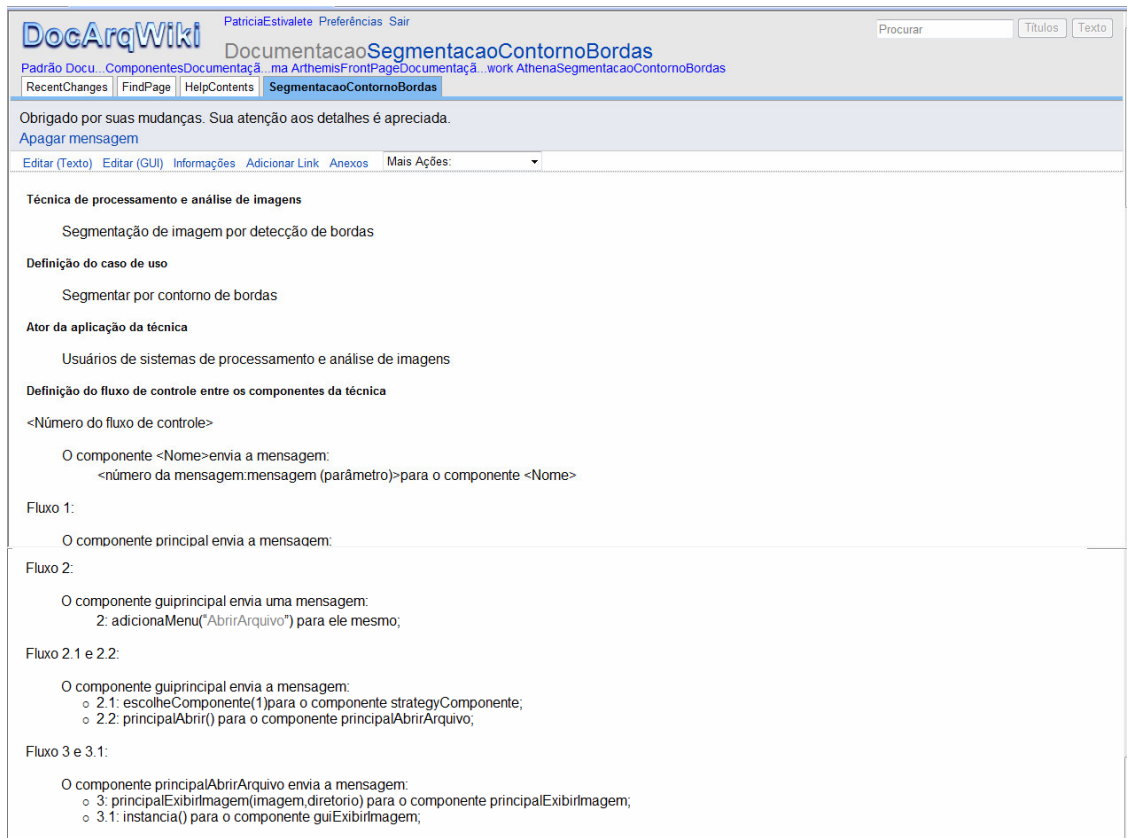 DocArqWiki
PatriciaEstivalete Preferências Sair
Procurar Títulos Texto
DocumentacaoSegmentacaoContornoBordas
Padrão Docu...ComponentesDocumentaçã...ma ArthemisFrontPageDocumentaçã...work AthenaSegmentacaoContornoBordas
RecentChanges FindPage HelpContents SegmentacaoContornoBordas
Obrigado por suas mudanças. Sua atenção aos detalhes é apreciada.
Apagar mensagem
Editar (Texto) Editar (GUI) Informações Adicionar Link Anexos Mais Ações:
Técnica de processamento e análise de imagens
Segmentação de imagem por detecção de bordas
Definição do caso de uso
Segmentar por contorno de bordas
Ator da aplicação da técnica
Usuários de sistemas de processamento e análise de imagens
Definição do fluxo de controle entre os componentes da técnica
<Número do fluxo de controle>
O componente <Nome>envia a mensagem:
<número da mensagem:mensagem (parâmetro)>para o componente <Nome>
Fluxo 1:
O componente principal envia a mensagem:
Fluxo 2:
O componente guiprincipal envia uma mensagem:
2: adicionaMenu("AbrirArquivo") para ele mesmo;
Fluxo 2.1 e 2.2:
O componente guiprincipal envia a mensagem:
2.1: escolheComponente(1)para o componente strategyComponente;
2.2: principalAbrir() para o componente principalAbrirArquivo;
Fluxo 3 e 3.1:
O componente principalAbrirArquivo envia a mensagem:
3: principalExibirImagem(imagem,diretorio) para o componente principalExibirImagem;
3.1: instancia() para o componente guiExibirImagem;